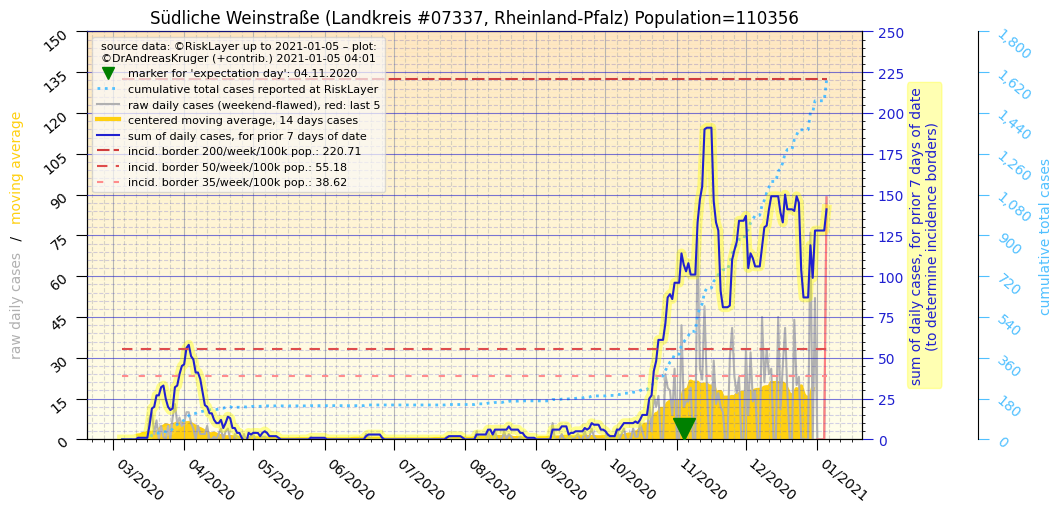 Südliche Weinstraße (Landkreis #07337, Rheinland-Pfalz) Population=110356
source data: ©RiskLayer up to 2021-01-05 – plot:
©DrAndreasKruger (+contrib.) 2021-01-05 04:01
marker for 'expectation day': 04.11.2020
cumulative total cases reported at RiskLayer
raw daily cases (weekend-flawed), red: last 5
centered moving average, 14 days cases
sum of daily cases, for prior 7 days of date
incid. border 200/week/100k pop.: 220.71
incid. border 50/week/100k pop.: 55.18
incid. border 35/week/100k pop.: 38.62
raw daily cases / moving average
150
135
120
105
90
75
60
45
30
15
0
250
225
200
175
150
125
100
75
50
25
0
sum of daily cases, for prior 7 days of date
(to determine incidence borders)
1,800
1,620
1,440
1,260
1,080
900
720
540
360
180
0
cumulative total cases
03/2020
04/2020
05/2020
06/2020
07/2020
08/2020
09/2020
10/2020
11/2020
12/2020
01/2021